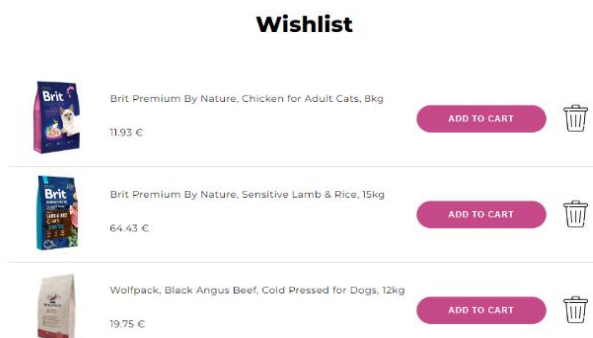 Wishlist
Brit
Brit Premium By Nature, Chicken for Adult Cats, 8kg
11.93 €
ADD TO CART
Brit
Brit Premium By Nature, Sensitive Lamb & Rice, 15kg
64.43 €
ADD TO CART
Wolfpack, Black Angus Beef, Cold Pressed for Dogs, 12kg
19.75 €
ADD TO CART